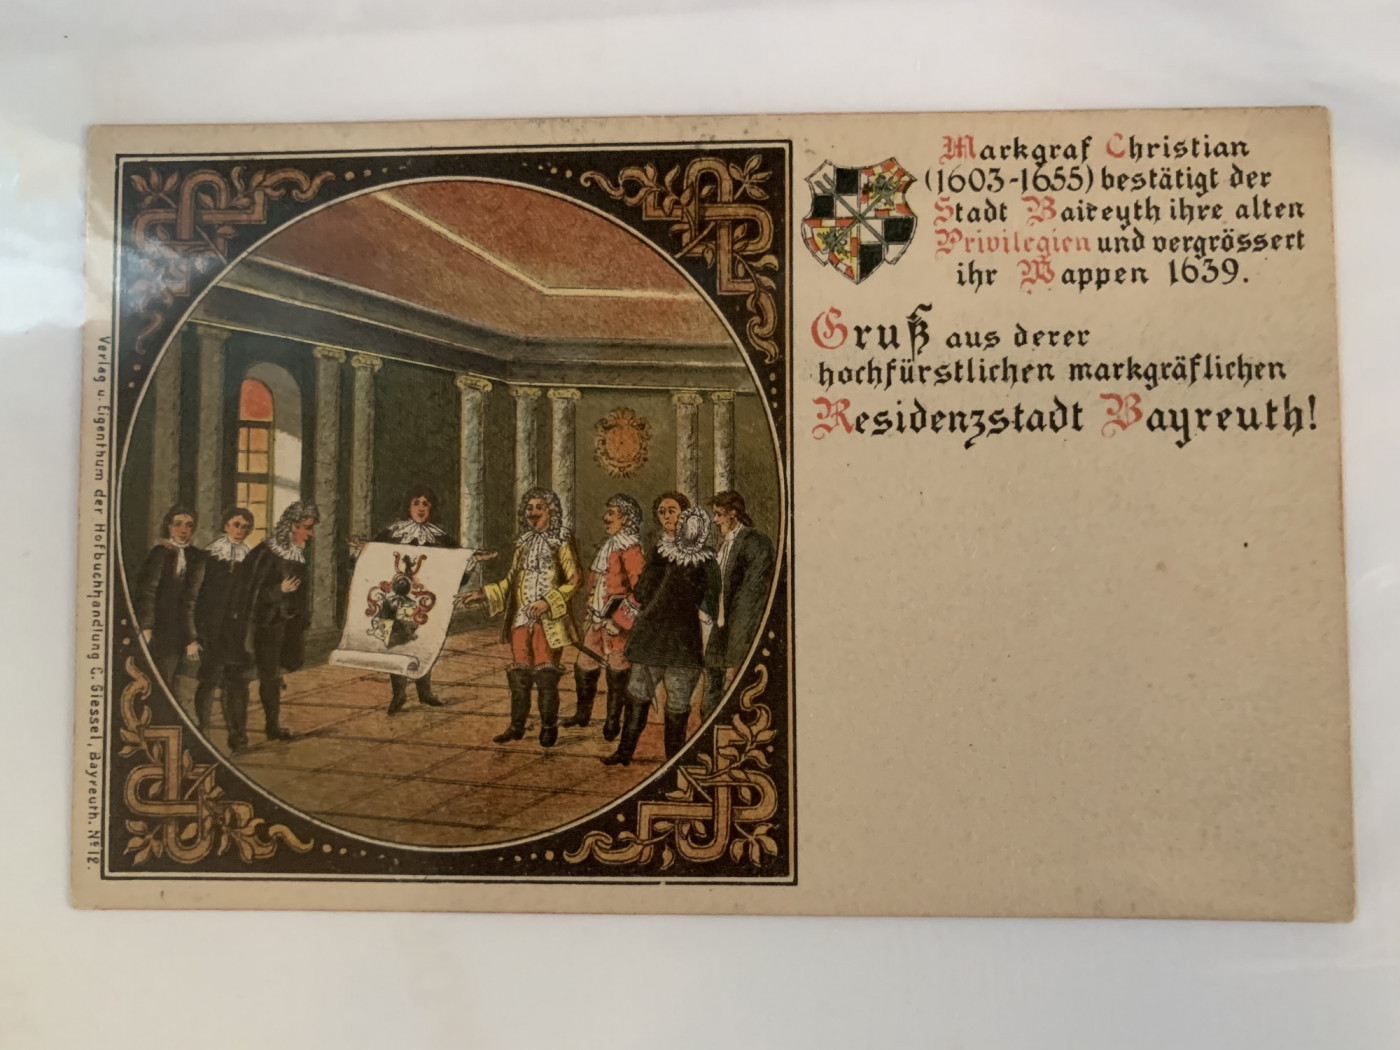 Markgraf Christian
(1603-1655) bestätigt der
Stadt Baireyth ihre alten
Privilegien und vergrössert
ihr Wappen 1639.
Gruß aus derer
hochfürstlichen markgräflichen
Residenzstadt Bayreuth!
Verlag u. Eigenthum der Hofbuchhandlung C. Giessel, Bayreuth. No 12.